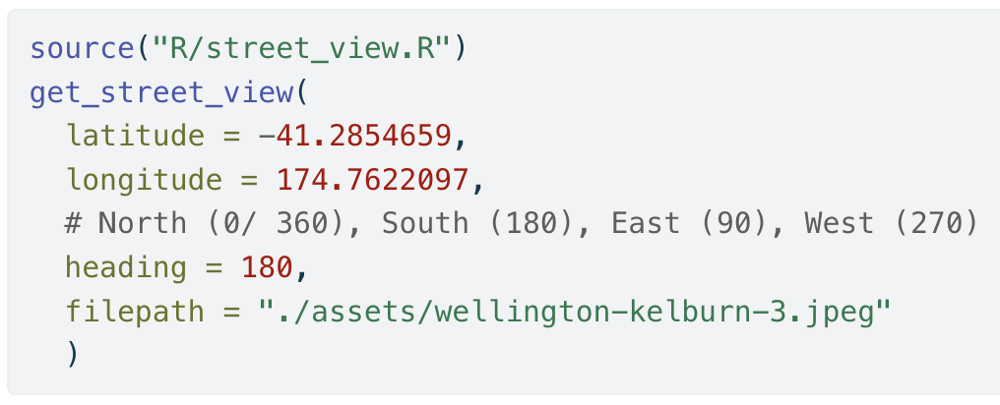 source("R/street_view.R")
get_street_view(
  latitude = -41.2854659,
  longitude = 174.7622097,
  # North (0/ 360), South (180), East (90), West (270)
  heading = 180,
  filepath = "./assets/wellington-kelburn-3.jpeg"
  )